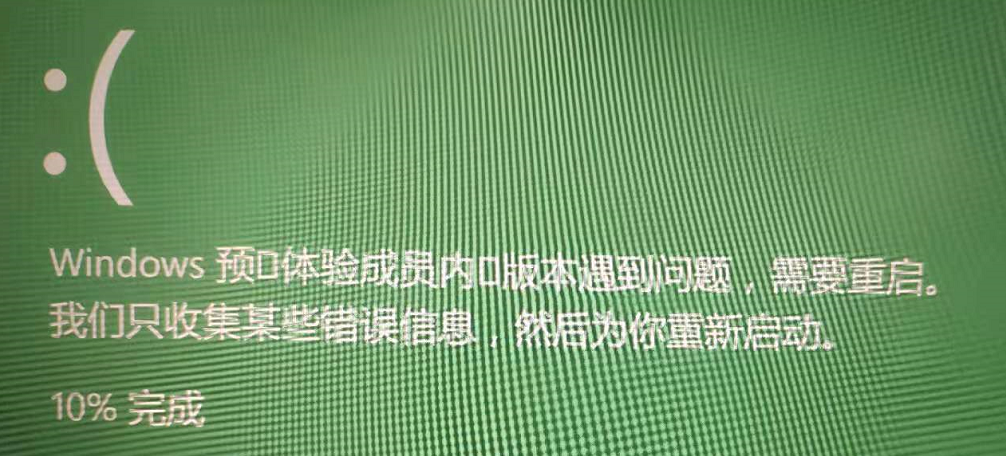 :(
Windows 预▯体验成员内▯版本遇到问题，需要重启。
我们只收集某些错误信息，然后为你重新启动。
10% 完成